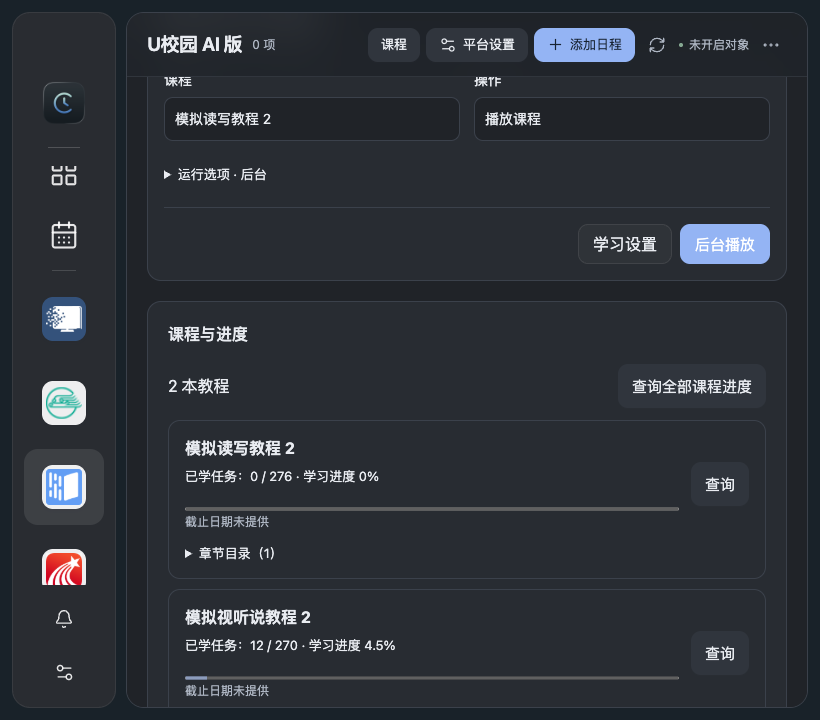 U校园 AI 版 0 项
课程
平台设置
添加日程
未开启对象
课程
操作
模拟读写教程 2
播放课程
运行选项 · 后台
学习设置
后台播放
课程与进度
2 本教程
查询全部课程进度
模拟读写教程 2
已学任务：0 / 276 · 学习进度 0%
查询
截止日期未提供
章节目录（1）
模拟视听说教程 2
已学任务：12 / 270 · 学习进度 4.5%
查询
截止日期未提供